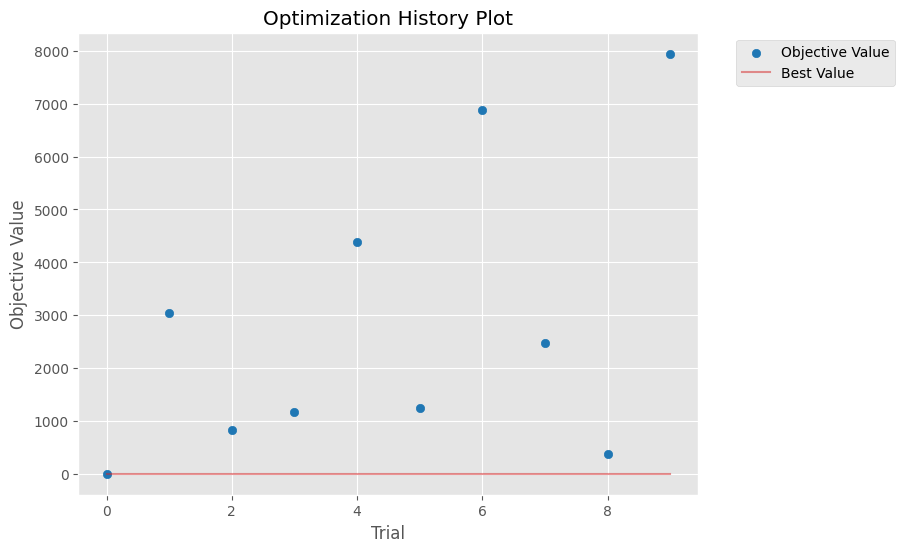 Optimization History Plot
Objective Value
Best Value
8000
7000
6000
5000
4000
3000
2000
1000
0
Objective Value
0
2
4
6
8
Trial